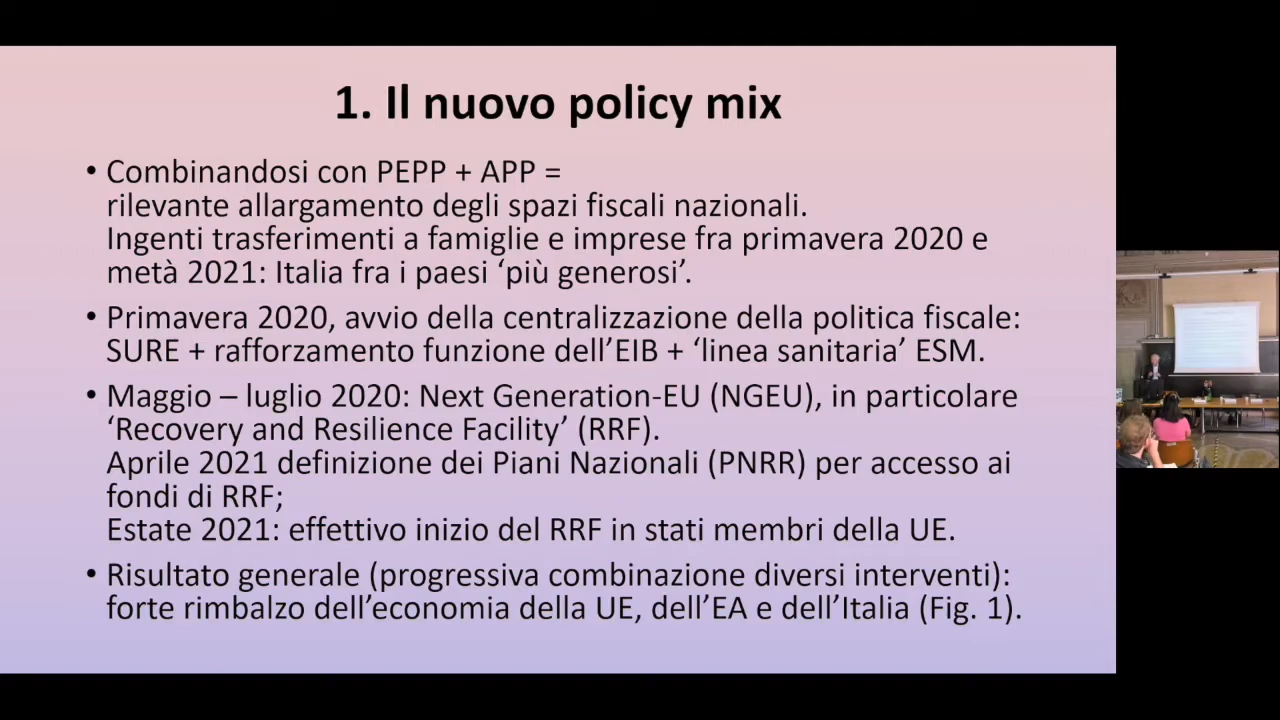 1. Il nuovo policy mix
• Combinandosi con PEPP + APP =
rilevante allargamento degli spazi fiscali nazionali.
Ingenti trasferimenti a famiglie e imprese fra primavera 2020 e
metà 2021: Italia fra i paesi ‘più generosi’.
• Primavera 2020, avvio della centralizzazione della politica fiscale:
SURE + rafforzamento funzione dell’EIB + ‘linea sanitaria’ ESM.
• Maggio – luglio 2020: Next Generation-EU (NGEU), in particolare
‘Recovery and Resilience Facility’ (RRF).
Aprile 2021 definizione dei Piani Nazionali (PNRR) per accesso ai
fondi di RRF;
Estate 2021: effettivo inizio del RRF in stati membri della UE.
• Risultato generale (progressiva combinazione diversi interventi):
forte rimbalzo dell’economia della UE, dell’EA e dell’Italia (Fig. 1).